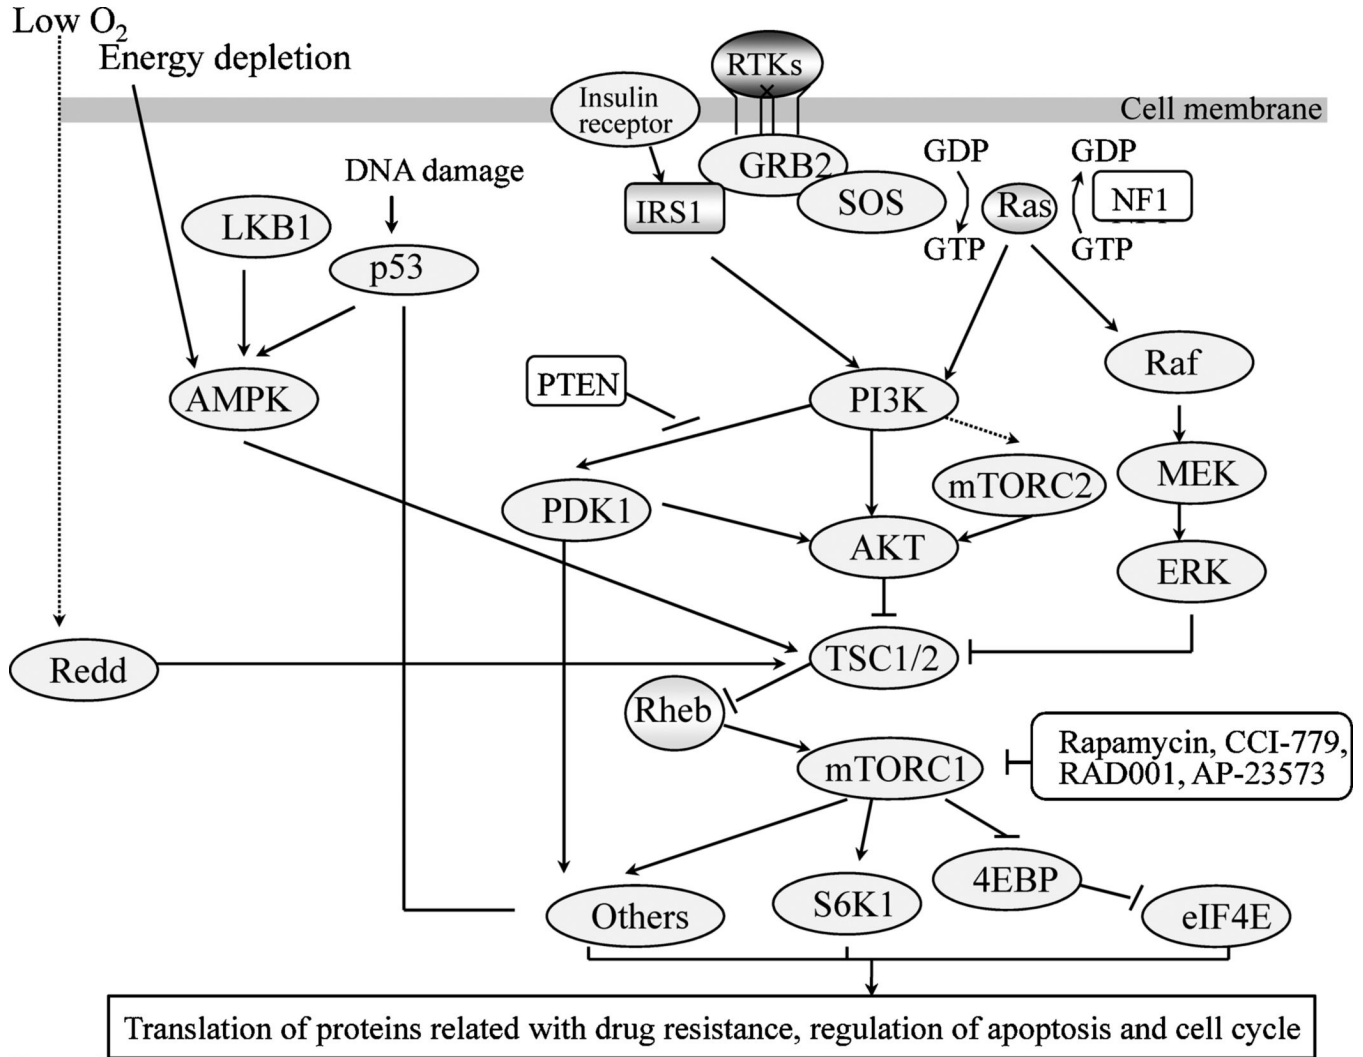 Low O2
Energy depletion
RTKs
Insulin
receptor
Cell membrane
GRB2
GDP
GDP
DNA damage
IRS1
SOS
Ras
NF1
LKB1
GTP
GTP
p53
Raf
PTEN
PI3K
AMPK
MEK
mTORC2
PDK1
AKT
ERK
Redd
TSC1/2
Rheb
mTORC1
Rapamycin, CCI-779,
RAD001, AP-23573
4EBP
Others
S6K1
eIF4E
Translation of proteins related with drug resistance, regulation of apoptosis and cell cycle